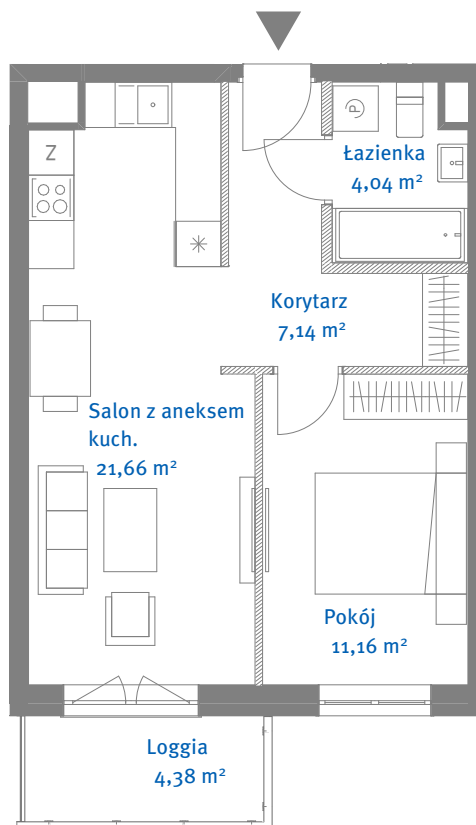 P
Łazienka
4,04 m²
Z
Korytarz
7,14 m²
Salon z aneksem
kuch.
21,66 m²
Pokój
11,16 m²
Loggia
4,38 m²